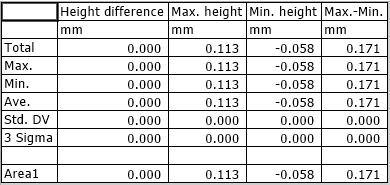 Height difference Max. height Min. height Max.-Min.
mm mm mm mm
Total 0.000 0.113 -0.058 0.171
Max. 0.000 0.113 -0.058 0.171
Min. 0.000 0.113 -0.058 0.171
Ave. 0.000 0.113 -0.058 0.171
Std. DV 0.000 0.000 0.000 0.000
3 Sigma 0.000 0.000 0.000 0.000
Area1 0.000 0.113 -0.058 0.171